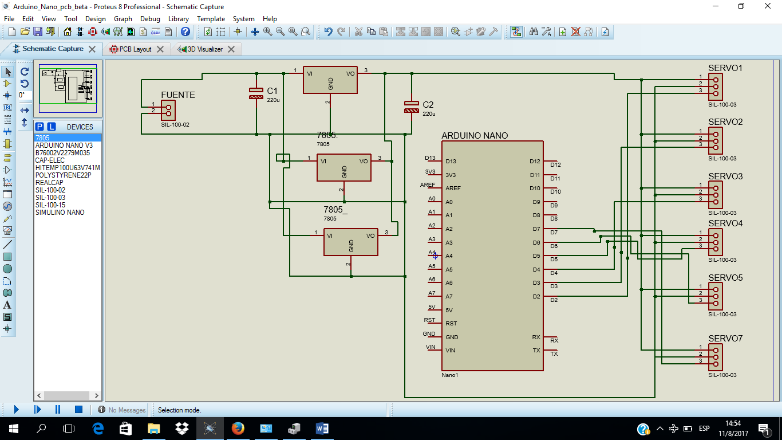 Arduino_Nano_pcb_beta - Proteus 8 Professional - Schematic Capture
File Edit View Tool Design Graph Debug Library Template System Help
Schematic Capture PCB Layout 3D Visualizer
P L DEVICES
7805
ARDUINO NANO V3
B76002V2279M035
CAP-ELEC
HITEMP100U63V741M
POLYSTYRENE22P
REALCAP
SIL-100-02
SIL-100-03
SIL-100-15
SIMULINO NANO
0°
FUENTE
1
2
SIL-100-02
C1
220u
1 VI VO 3
GND
2
C2
220u
7805.
7805
1 VI VO 3
GND
2
7805_
7805
1 VI VO 3
GND
2
ARDUINO NANO
D13 D13 D12 D12
3V3 3V3 D11 D11
AREF AREF D10 D10
A0 A0 D9 D9
A1 A1 D8 D8
A2 A2 D7 D7
A3 A3 D6 D6
A4 A4 D5 D5
A5 A5 D4 D4
A6 A6 D3 D3
A7 A7 D2 D2
5V 5V
RST RST
GND GND RX RX
VIN VIN TX TX
Nano1
SERVO1
1
2
3
SIL-100-03
SERVO2
1
2
3
SIL-100-03
SERVO3
1
2
3
SIL-100-03
SERVO4
1
2
3
SIL-100-03
SERVO5
1
2
3
SIL-100-03
SERVO7
1
2
3
SIL-100-03
No Messages Selection mode.
ESP 14:54
11/8/2017